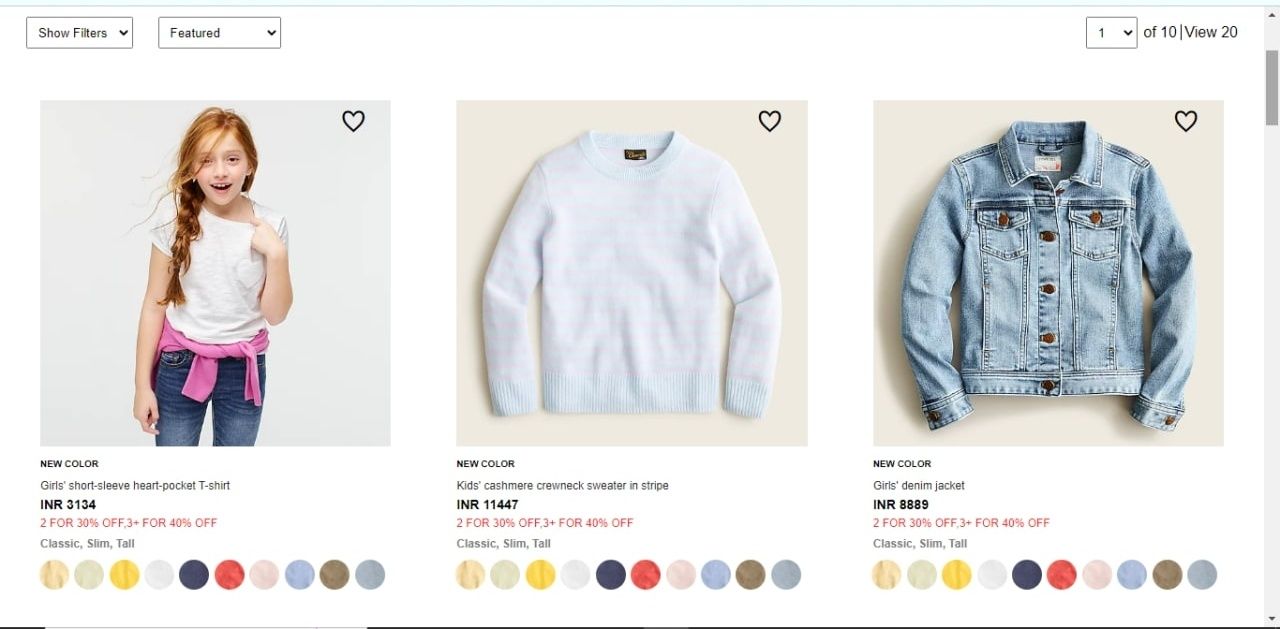 Show Filters
Featured
1 of 10|View 20
NEW COLOR
Girls' short-sleeve heart-pocket T-shirt
INR 3134
2 FOR 30% OFF,3+ FOR 40% OFF
Classic, Slim, Tall
NEW COLOR
Kids' cashmere crewneck sweater in stripe
INR 11447
2 FOR 30% OFF,3+ FOR 40% OFF
Classic, Slim, Tall
NEW COLOR
Girls' denim jacket
INR 8889
2 FOR 30% OFF,3+ FOR 40% OFF
Classic, Slim, Tall